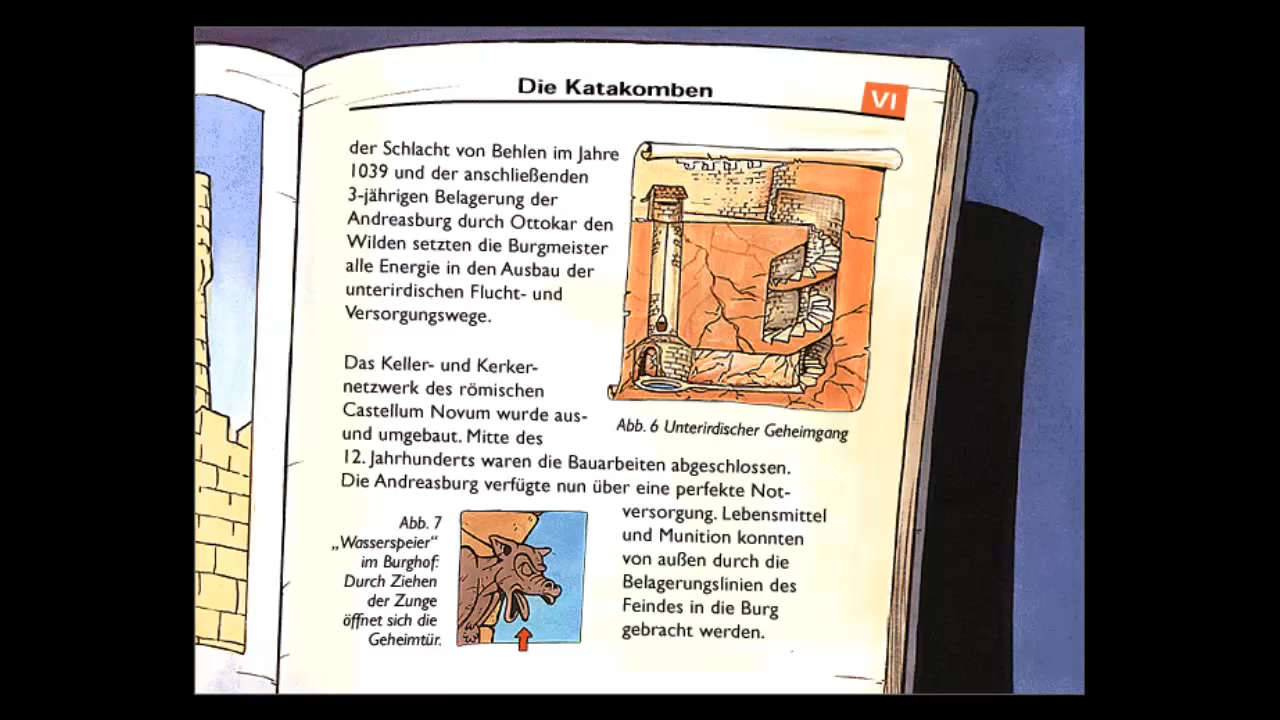 Die Katakomben
VI
der Schlacht von Behlen im Jahre
1039 und der anschließenden
3-jährigen Belagerung der
Andreasburg durch Ottokar den
Wilden setzten die Burgmeister
alle Energie in den Ausbau der
unterirdischen Flucht- und
Versorgungswege.
Das Keller- und Kerker-
netzwerk des römischen
Castellum Novum wurde aus-
und umgebaut. Mitte des
12. Jahrhunderts waren die Bauarbeiten abgeschlossen.
Die Andreasburg verfügte nun über eine perfekte Not-
versorgung. Lebensmittel
und Munition konnten
von außen durch die
Belagerungslinien des
Feindes in die Burg
gebracht werden.
Abb. 6 Unterirdischer Geheimgang
Abb. 7
„Wasserspeier“
im Burghof:
Durch Ziehen
der Zunge
öffnet sich die
Geheimtür.